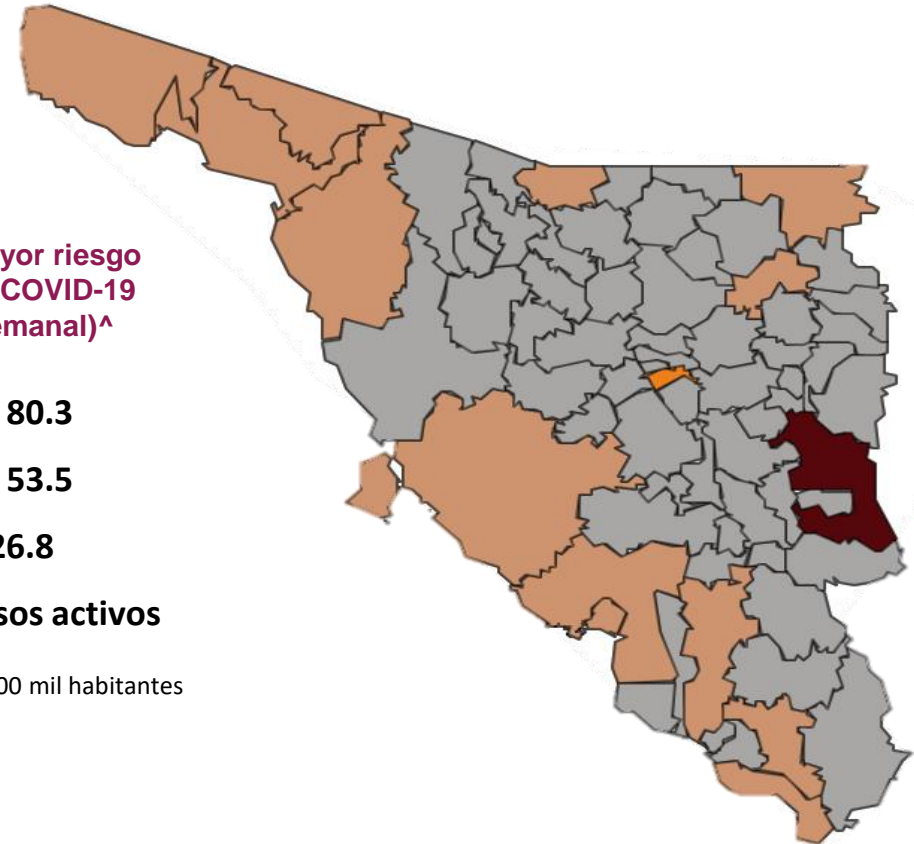 yor riesgo
COVID-19
emanal)^
80.3
53.5
26.8
sos activos
00 mil habitantes